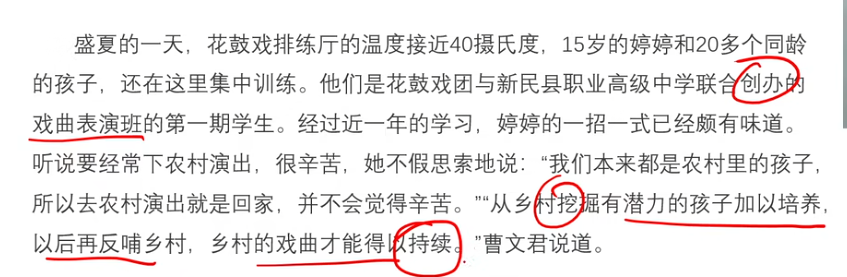 盛夏的一天，花鼓戏排练厅的温度接近40摄氏度，15岁的婷婷和20多个同龄
的孩子，还在这里集中训练。他们是花鼓戏团与新民县职业高级中学联合创办的
戏曲表演班的第一期学生。经过近一年的学习，婷婷的一招一式已经颇有味道。
听说要经常下农村演出，很辛苦，她不假思索地说：“我们本来都是农村里的孩子，
所以去农村演出就是回家，并不会觉得辛苦。”“从乡村挖掘有潜力的孩子加以培养，
以后再反哺乡村，乡村的戏曲才能得以持续。”曹文君说道。